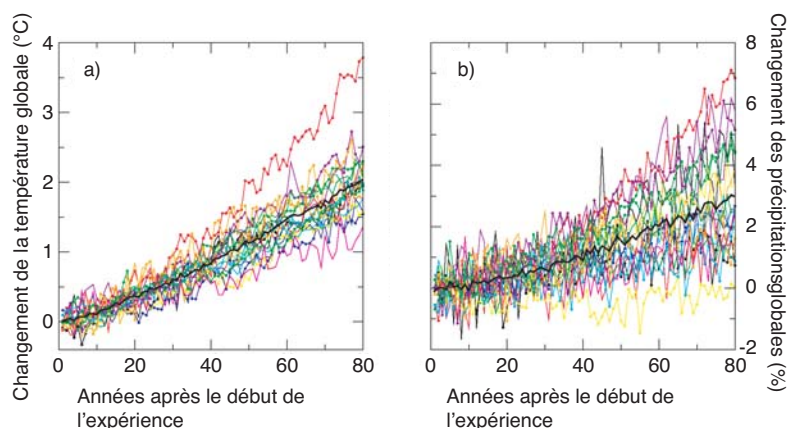 Changement de la température globale (°C)
4
3
2
1
0
a)
0 20 40 60 80
Années après le début de
l'expérience
b)
0 20 40 60 80
Années après le début de
l'expérience
8
6
4
2
0
-2
Changement des précipitationsglobales (%)